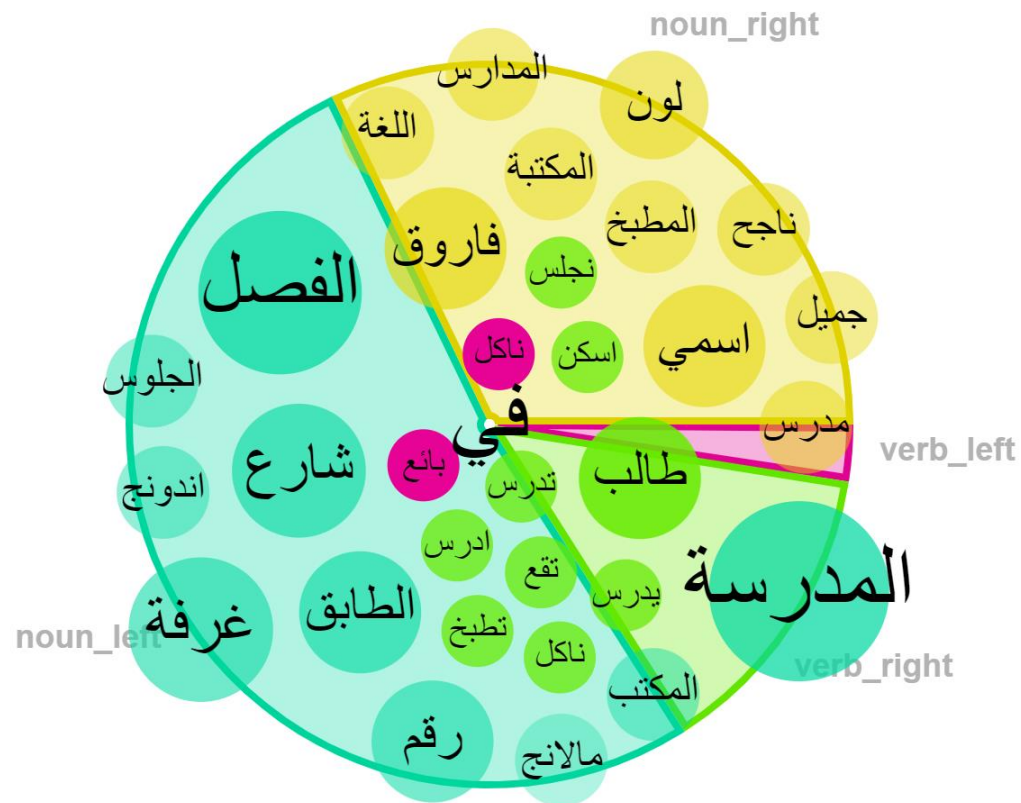 noun_right
المدارس
لون
اللغة
المكتبة
ناجح
المطبخ
فاروق
نجلس
الفصل
جميل
اسمي
اسكن
ناكل
الجلوس
مدرس
في
verb_left
شارع
بائع
طالب
تدرس
اندونج
ادرس
المدرسة
تقع
يدرس
الطابق
غرفة
تطبخ
noun_left
ناكل
verb_right
المكتب
رقم
مالانج